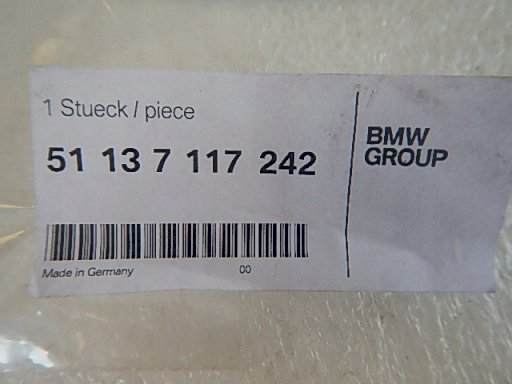 1 Stueck / piece
51 13 7 117 242
BMW
GROUP
Made in Germany 00